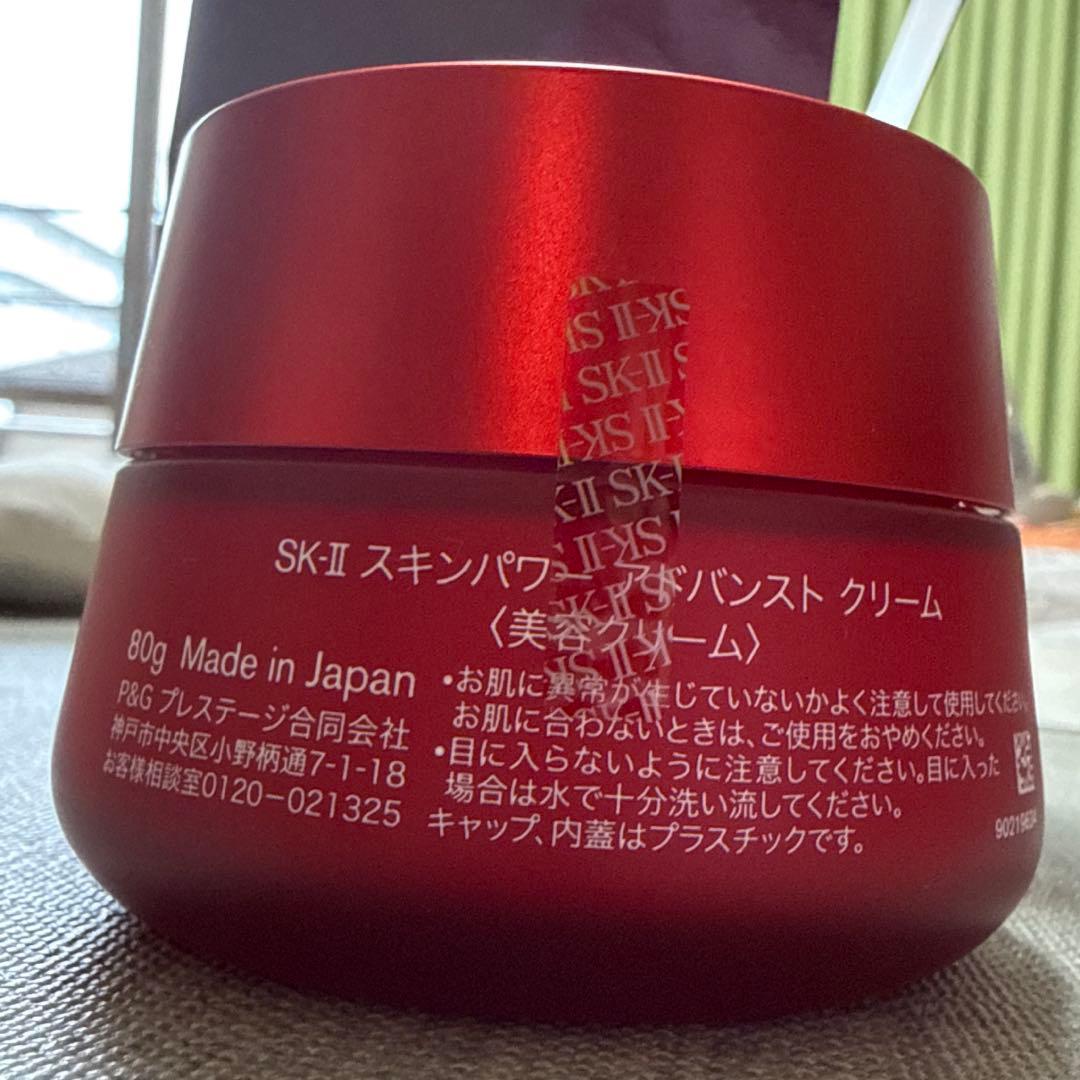 SK-II SK
SK-II
SK-II
SK-II SK-
SK-II スキンパワー アドバンスト クリーム
〈美容クリーム〉
80g Made in Japan
P&G プレステージ合同会社
神戸市中央区小野柄通7-1-18
お客様相談室0120-021325
•お肌に異常が生じていないかよく注意して使用してください。
お肌に合わないときは、ご使用をおやめください。
•目に入らないように注意してください。目に入った
場合は水で十分洗い流してください。
キャップ、内蓋はプラスチックです。